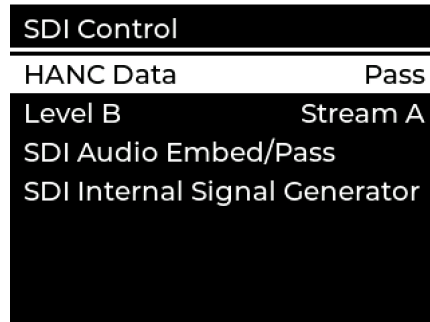 SDI Control
HANC Data Pass
Level B Stream A
SDI Audio Embed/Pass
SDI Internal Signal Generator